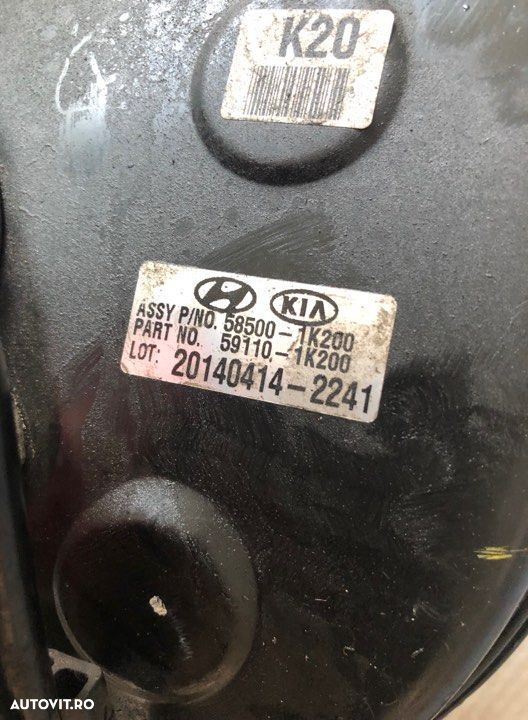 K20
KIA
ASSY P/NO. 58500-1K200
PART NO. 59110-1K200
LOT: 20140414-2241
AUTOVIT.RO